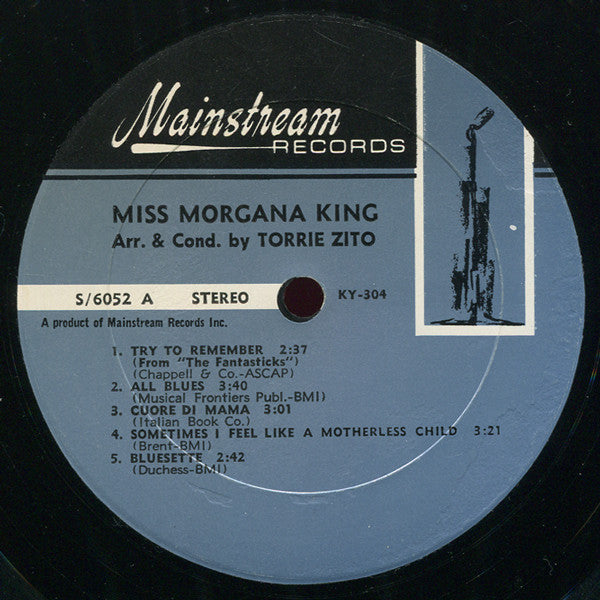 Mainstream
RECORDS
MISS MORGANA KING
Arr. & Cond. by TORRIE ZITO
S/6052 A STEREO KY-304
A product of Mainstream Records Inc.
1. TRY TO REMEMBER 2:37
(From "The Fantasticks")
(Chappell & Co.-ASCAP)
2. ALL BLUES 3:40
(Musical Frontiers Publ.-BMI)
3. CUORE DI MAMA 3:01
(Italian Book Co.)
4. SOMETIMES I FEEL LIKE A MOTHERLESS CHILD 3:21
(Brent-BMI)
5. BLUESETTE 2:42
(Duchess-BMI)